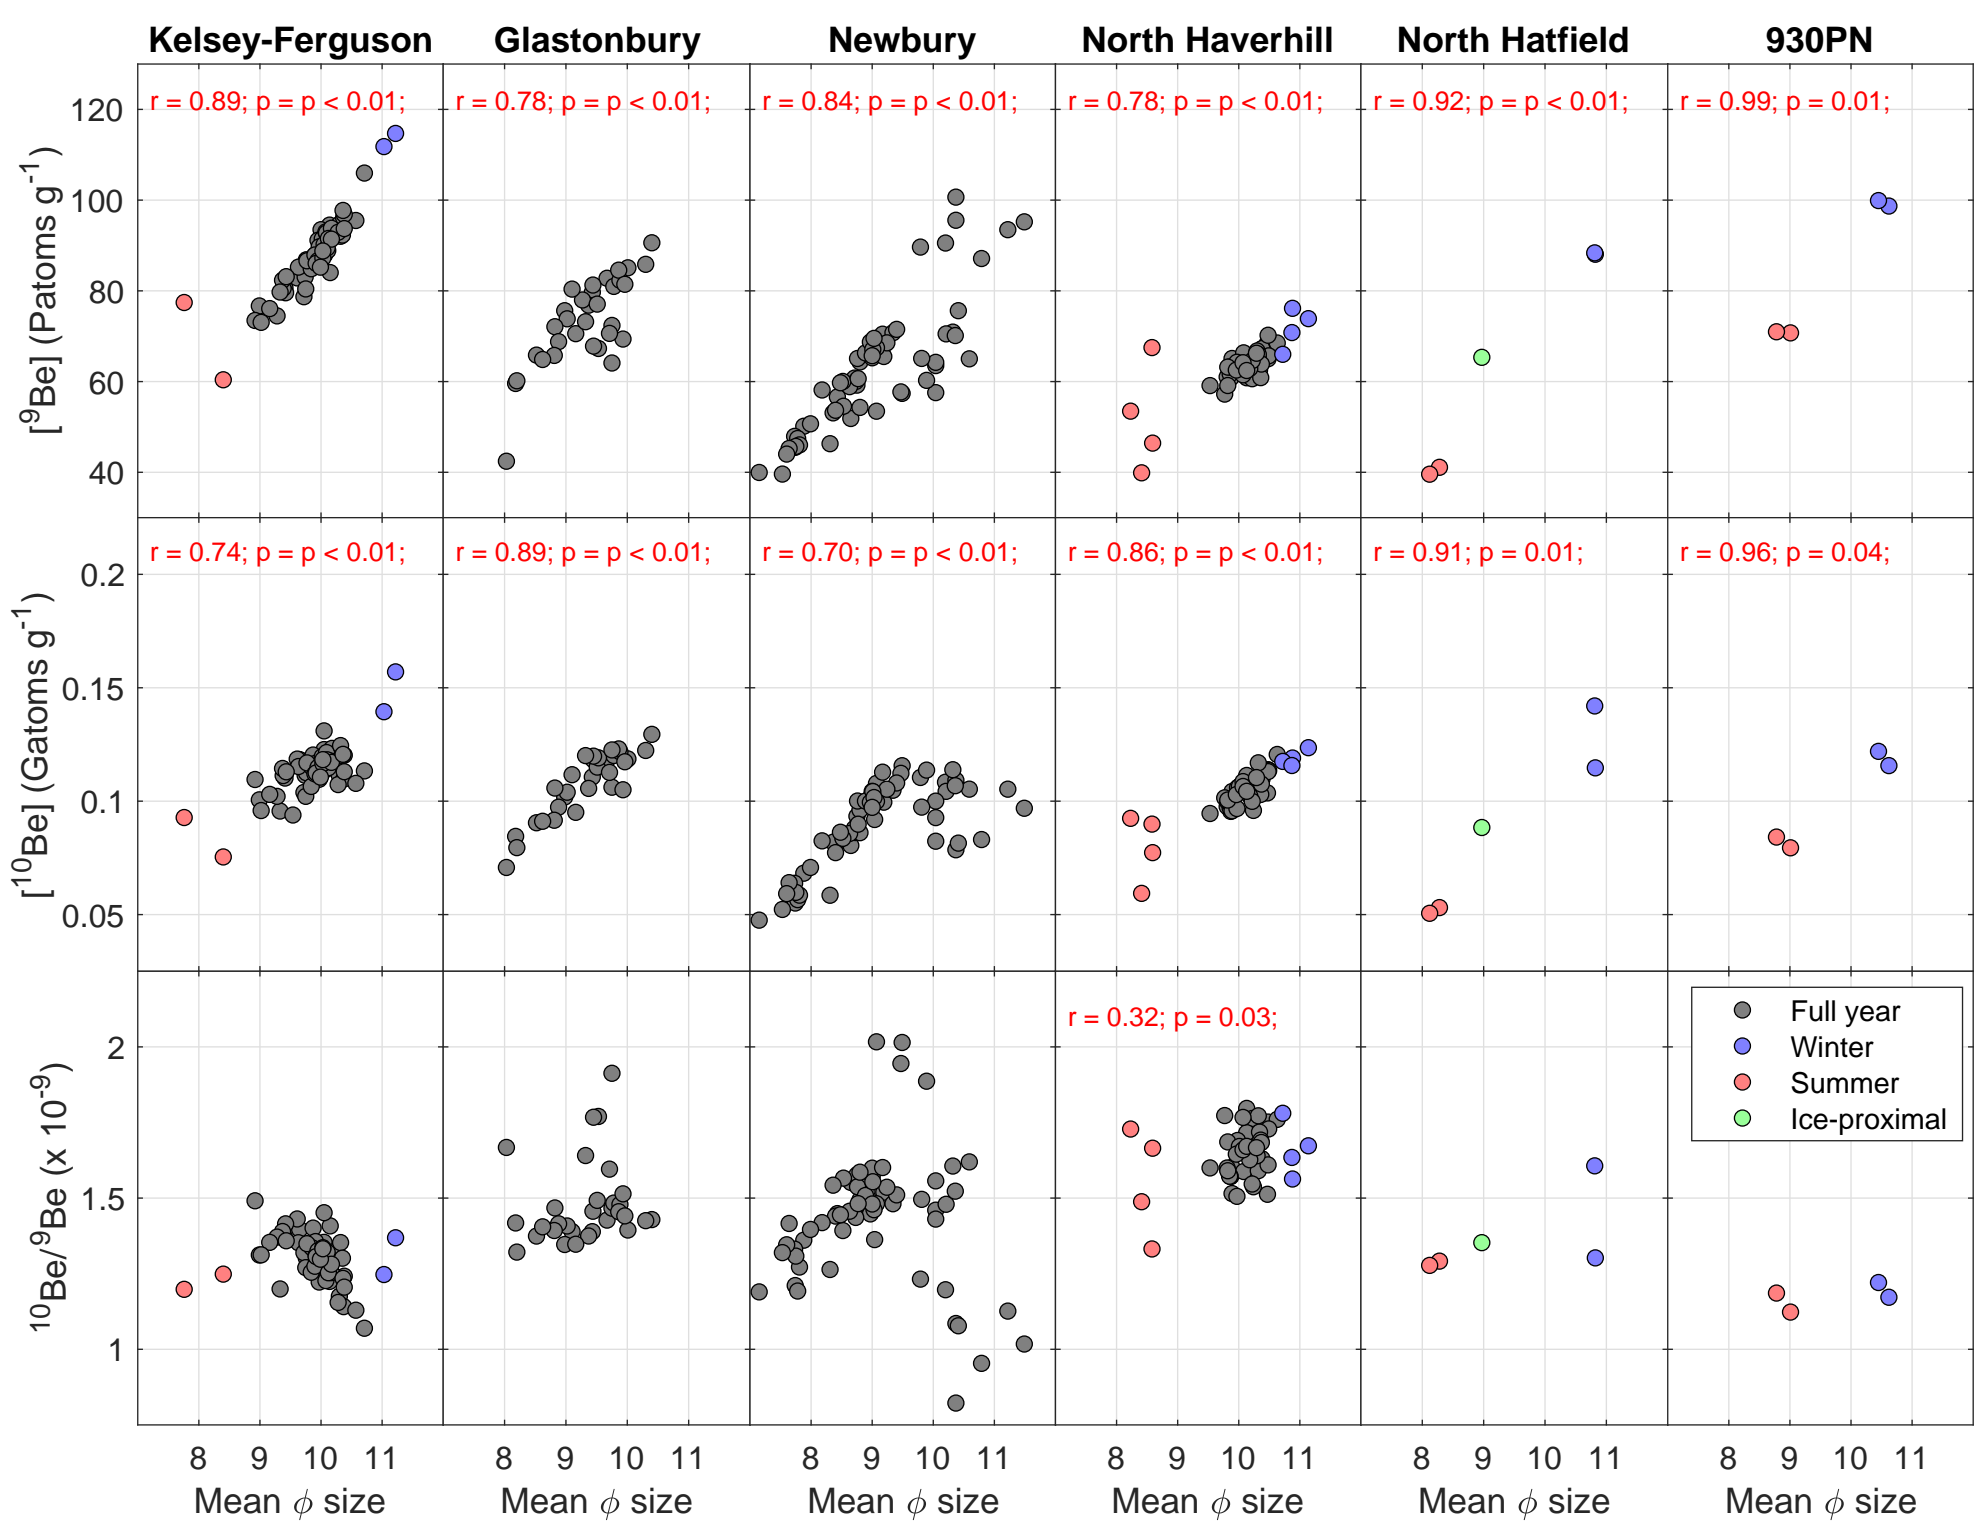 Kelsey-Ferguson Glastonbury Newbury North Haverhill North Hatfield 930PN
r = 0.89; p = p < 0.01; r = 0.78; p = p < 0.01; r = 0.84; p = p < 0.01; r = 0.78; p = p < 0.01; r = 0.92; p = p < 0.01; r = 0.99; p = 0.01;
120
100
80
60
40
[⁹Be] (Patoms g⁻¹)
r = 0.74; p = p < 0.01; r = 0.89; p = p < 0.01; r = 0.70; p = p < 0.01; r = 0.86; p = p < 0.01; r = 0.91; p = 0.01; r = 0.96; p = 0.04;
0.2
0.15
0.1
0.05
[¹⁰Be] (Gatoms g⁻¹)
r = 0.32; p = 0.03;
2
1.5
1
¹⁰Be/⁹Be (x 10⁻⁹)
Full year
Winter
Summer
Ice-proximal
8 9 10 11 8 9 10 11 8 9 10 11 8 9 10 11 8 9 10 11 8 9 10 11
Mean ϕ size Mean ϕ size Mean ϕ size Mean ϕ size Mean ϕ size Mean ϕ size